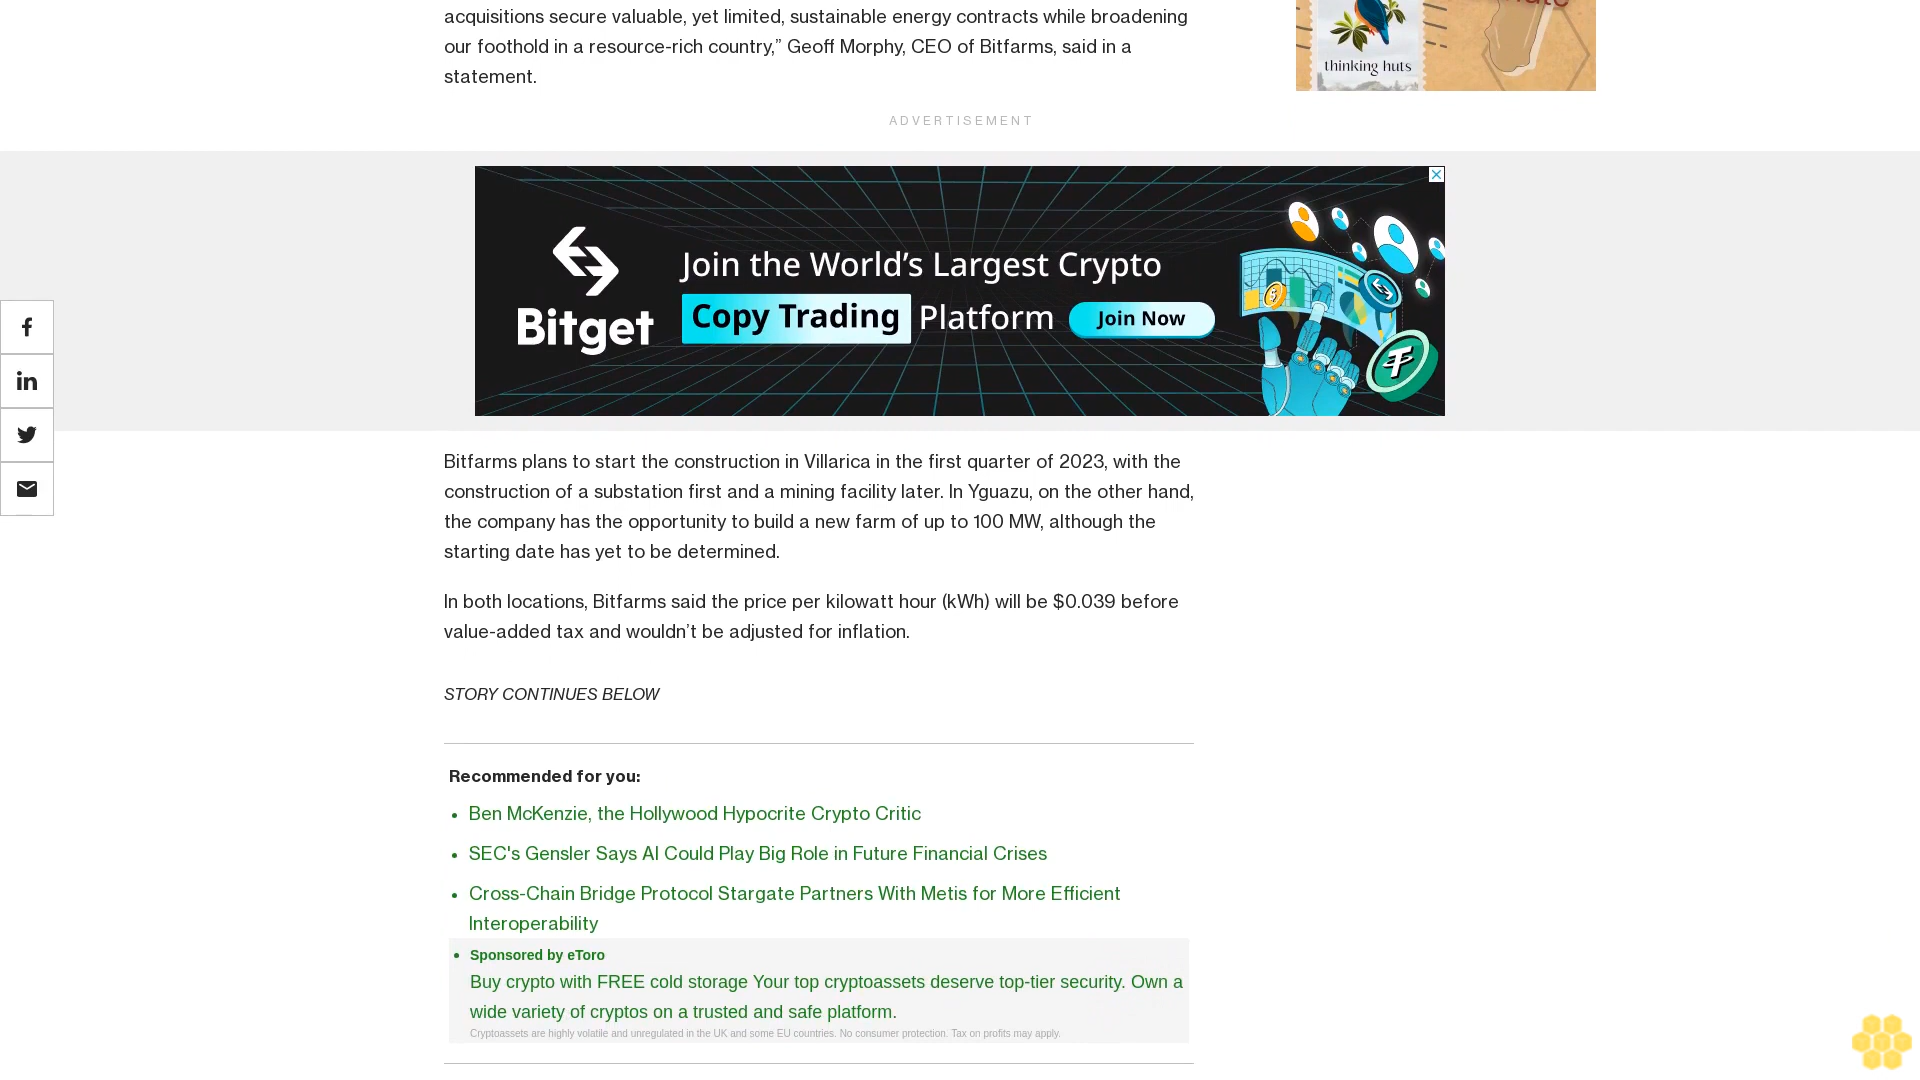 acquisitions secure valuable, yet limited, sustainable energy contracts while broadening
our foothold in a resource-rich country,” Geoff Morphy, CEO of Bitfarms, said in a
statement.
thinking huts
ADVERTISEMENT
Join the World’s Largest Crypto
Copy Trading Platform Join Now
Bitget
Bitfarms plans to start the construction in Villarica in the first quarter of 2023, with the
construction of a substation first and a mining facility later. In Yguazu, on the other hand,
the company has the opportunity to build a new farm of up to 100 MW, although the
starting date has yet to be determined.
In both locations, Bitfarms said the price per kilowatt hour (kWh) will be $0.039 before
value-added tax and wouldn’t be adjusted for inflation.
STORY CONTINUES BELOW
Recommended for you:
• Ben McKenzie, the Hollywood Hypocrite Crypto Critic
• SEC's Gensler Says AI Could Play Big Role in Future Financial Crises
• Cross-Chain Bridge Protocol Stargate Partners With Metis for More Efficient
Interoperability
• Sponsored by eToro
Buy crypto with FREE cold storage Your top cryptoassets deserve top-tier security. Own a
wide variety of cryptos on a trusted and safe platform.
Cryptoassets are highly volatile and unregulated in the UK and some EU countries. No consumer protection. Tax on profits may apply.